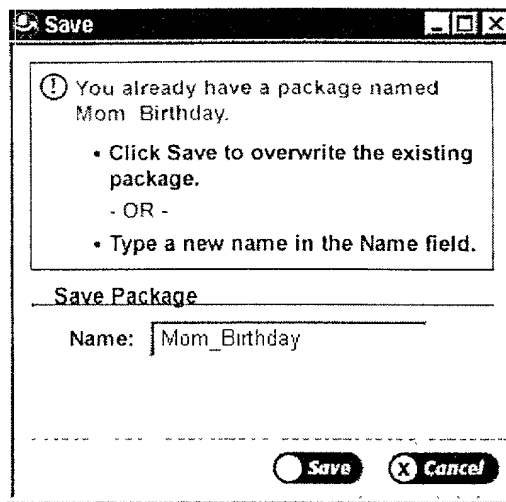 Save
You already have a package named
Mom Birthday.
• Click Save to overwrite the existing
package.
- OR -
• Type a new name in the Name field.
Save Package
Name: Mom_Birthday
Save Cancel